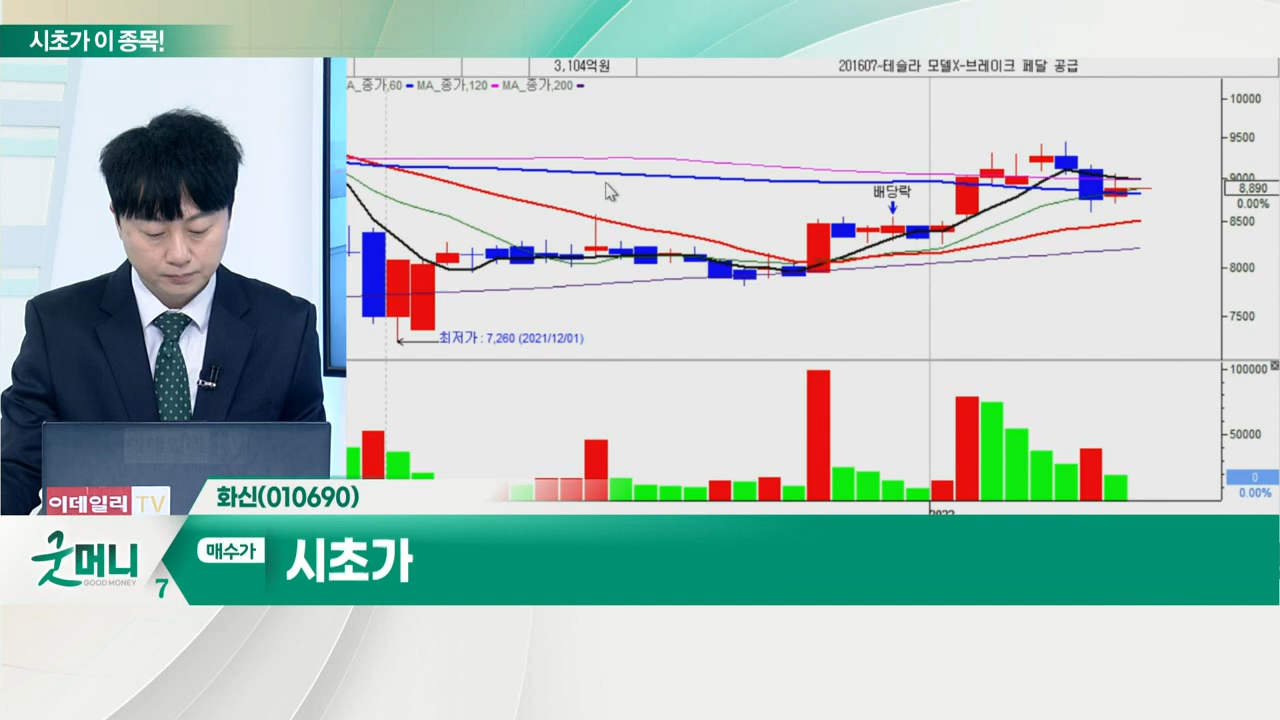 시초가 이 종목!
3,104억원
201607~테슬라 모델X-브레이크 페달 공급
A_종가,60 MA_종가,120 MA_종가,200
10000
9500
9000
8,890
0.00%
8500
8000
7500
배당락
최저가 : 7,260 (2021/12/01)
100000
50000
0
0.00%
2022
이데일리 TV
화신(010690)
굿머니
GOOD MONEY
7
매수가
시초가